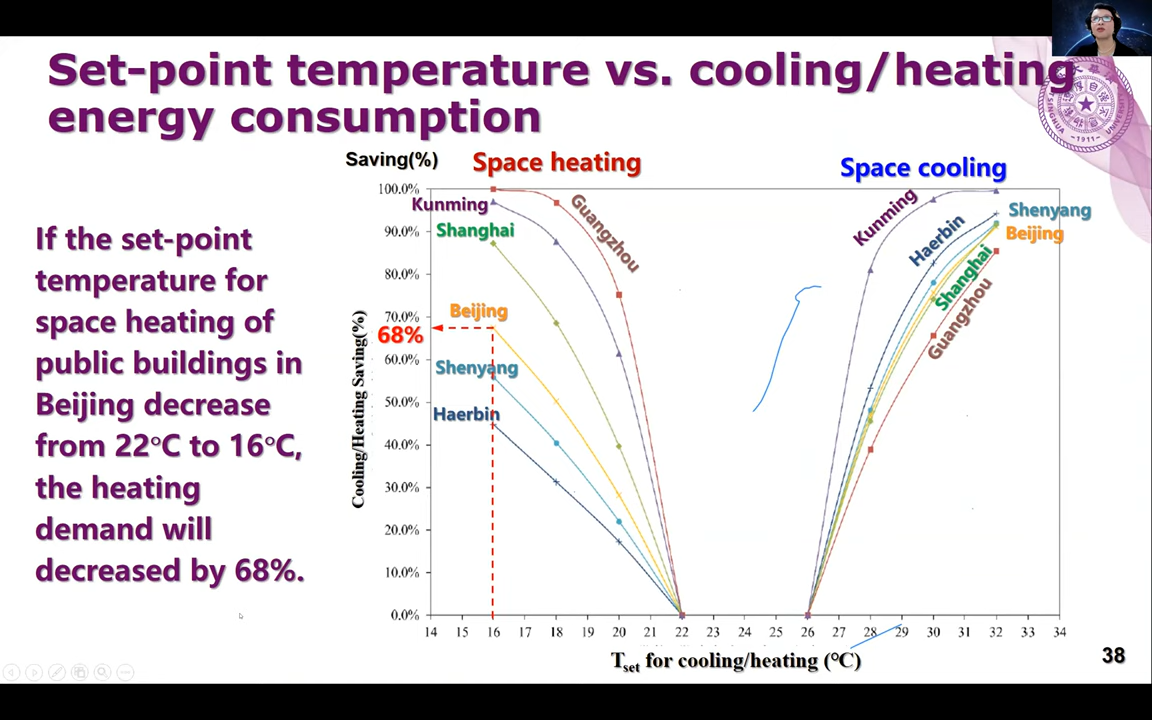 Set-point temperature vs. cooling/heating
energy consumption
Saving(%)
Space heating
Space cooling
If the set-point
temperature for
space heating of
public buildings in
Beijing decrease
from 22°C to 16°C,
the heating
demand will
decreased by 68%.
Cooling/Heating Saving(%)
100.0%
90.0%
80.0%
70.0%
60.0%
50.0%
40.0%
30.0%
20.0%
10.0%
0.0%
68%
Kunming
Shanghai
Beijing
Shenyang
Haerbin
Guangzhou
Kunming
Haerbin
Shenyang
Beijing
Shanghai
Guangzhou
14 15 16 17 18 19 20 21 22 23 24 25 26 27 28 29 30 31 32 33 34
Tset for cooling/heating (°C)
38
-1911-